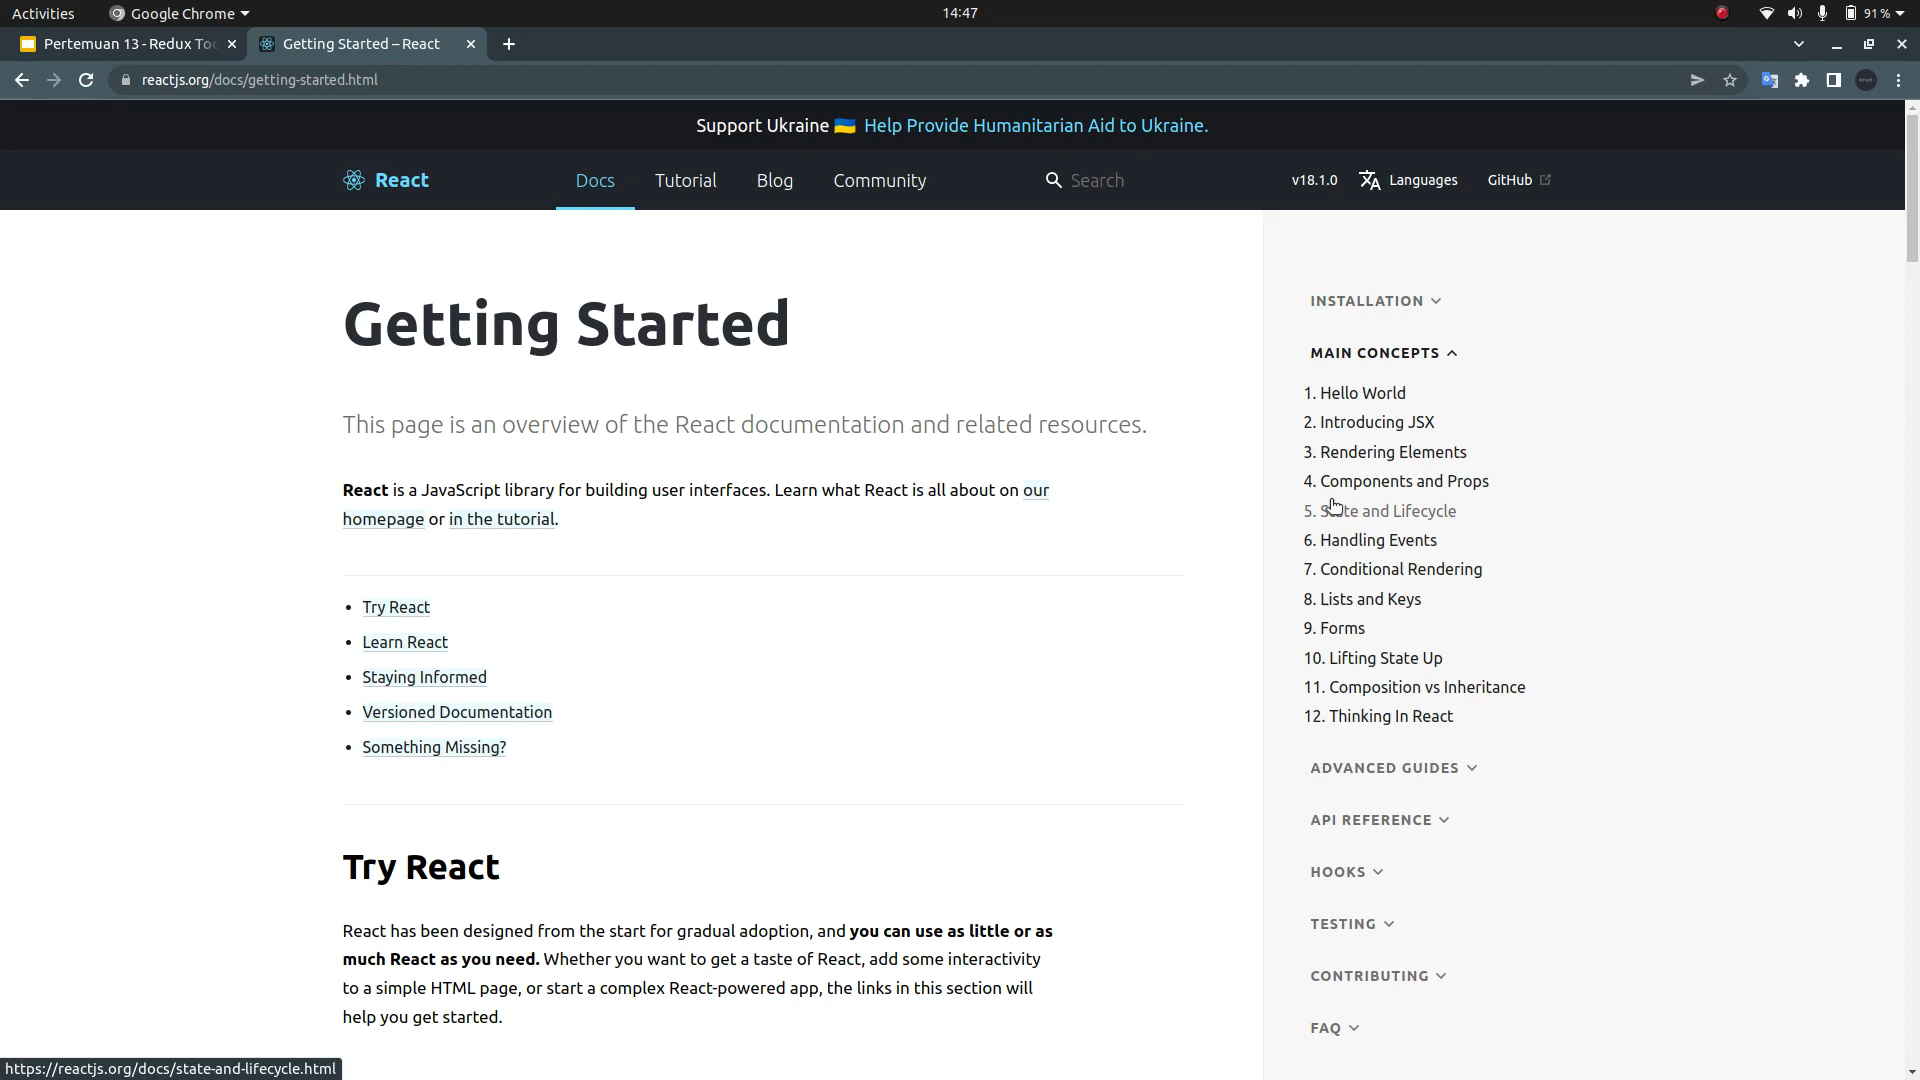 Activities
Google Chrome
14:47
91 %
Pertemuan 13 - Redux Too
Getting Started – React
reactjs.org/docs/getting-started.html
Support Ukraine 🇺🇦 Help Provide Humanitarian Aid to Ukraine.
React
Docs
Tutorial
Blog
Community
Search
v18.1.0
Languages
GitHub
Getting Started
This page is an overview of the React documentation and related resources.
React is a JavaScript library for building user interfaces. Learn what React is all about on our
homepage or in the tutorial.
• Try React
• Learn React
• Staying Informed
• Versioned Documentation
• Something Missing?
Try React
React has been designed from the start for gradual adoption, and you can use as little or as
much React as you need. Whether you want to get a taste of React, add some interactivity
to a simple HTML page, or start a complex React-powered app, the links in this section will
help you get started.
INSTALLATION
MAIN CONCEPTS
1. Hello World
2. Introducing JSX
3. Rendering Elements
4. Components and Props
5. State and Lifecycle
6. Handling Events
7. Conditional Rendering
8. Lists and Keys
9. Forms
10. Lifting State Up
11. Composition vs Inheritance
12. Thinking In React
ADVANCED GUIDES
API REFERENCE
HOOKS
TESTING
CONTRIBUTING
FAQ
https://reactjs.org/docs/state-and-lifecycle.html